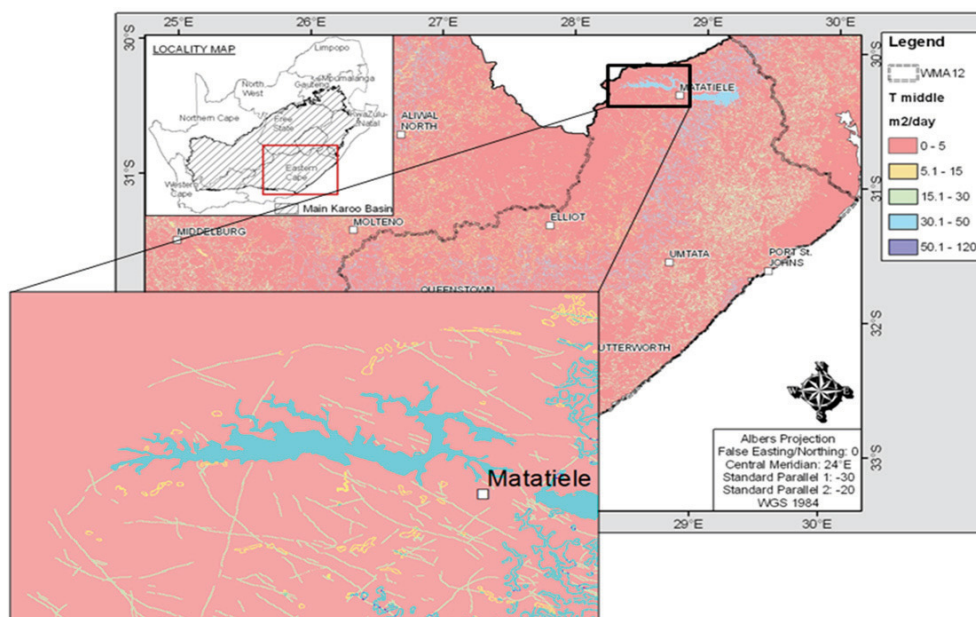 25°E 26°E 27°E 28°E 29°E 30°E
30°S
30°S
LOCALITY MAP
Limpopo
North
West
Gauteng
Mpumalanga
Northern Cape
Free
State
KwaZulu-
Natal
Eastern
Cape
Western
Cape
Main Karoo Basin
31°S
31°S
32°S
33°S
MATATIELE
ALIWAL
NORTH
MOLTENO
ELLIOT
MIDDELBURG
UMTATA
PORT St.
JOHNS
QUEENSTOWN
UTTERWORTH
Matatiele
Legend
WMA12
T middle
m2/day
0 - 5
5.1 - 15
15.1 - 30
30.1 - 50
50.1 - 120
Albers Projection
False Easting/Northing: 0
Central Meridian: 24°E
Standard Parallel 1: -30
Standard Parallel 2: -20
WGS 1984
29°E 30°E